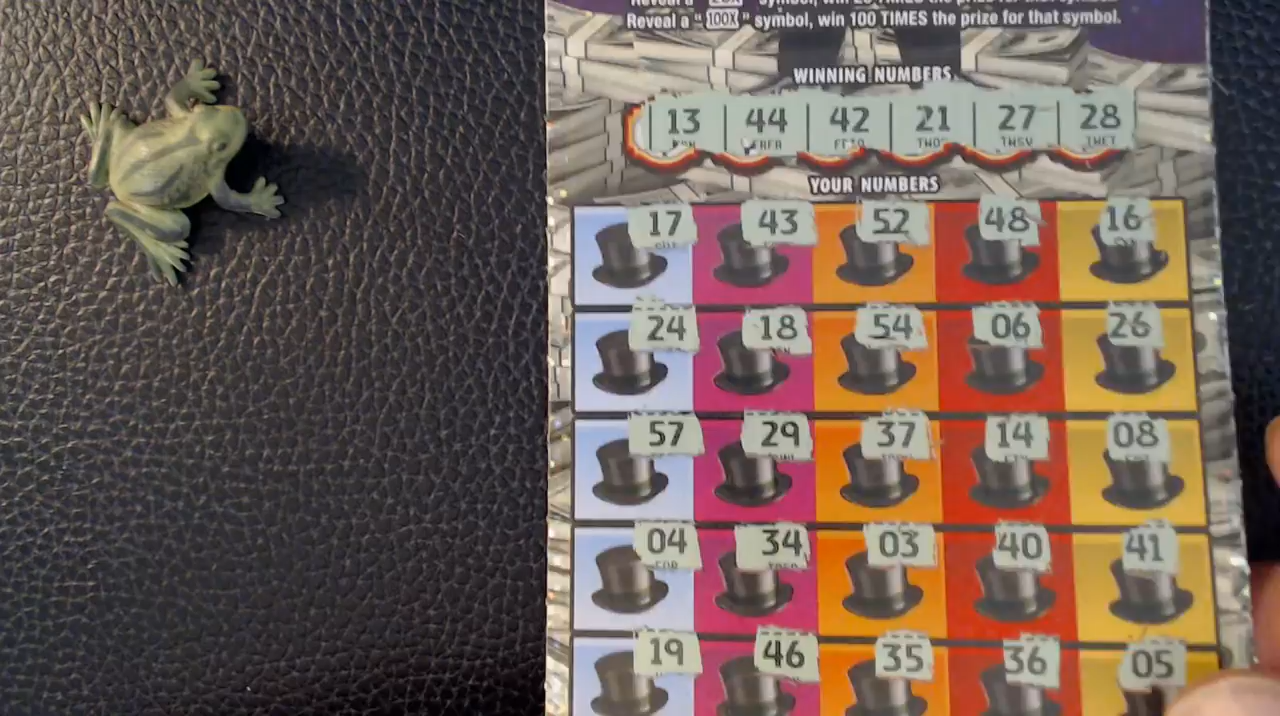 Reveal a "100X" symbol, win 100 TIMES the prize for that symbol.
WINNING NUMBERS
13 44 42 21 27 28
YOUR NUMBERS
17 43 52 48 16
24 18 54 06 26
57 29 37 14 08
04 34 03 40 41
19 46 35 36 05